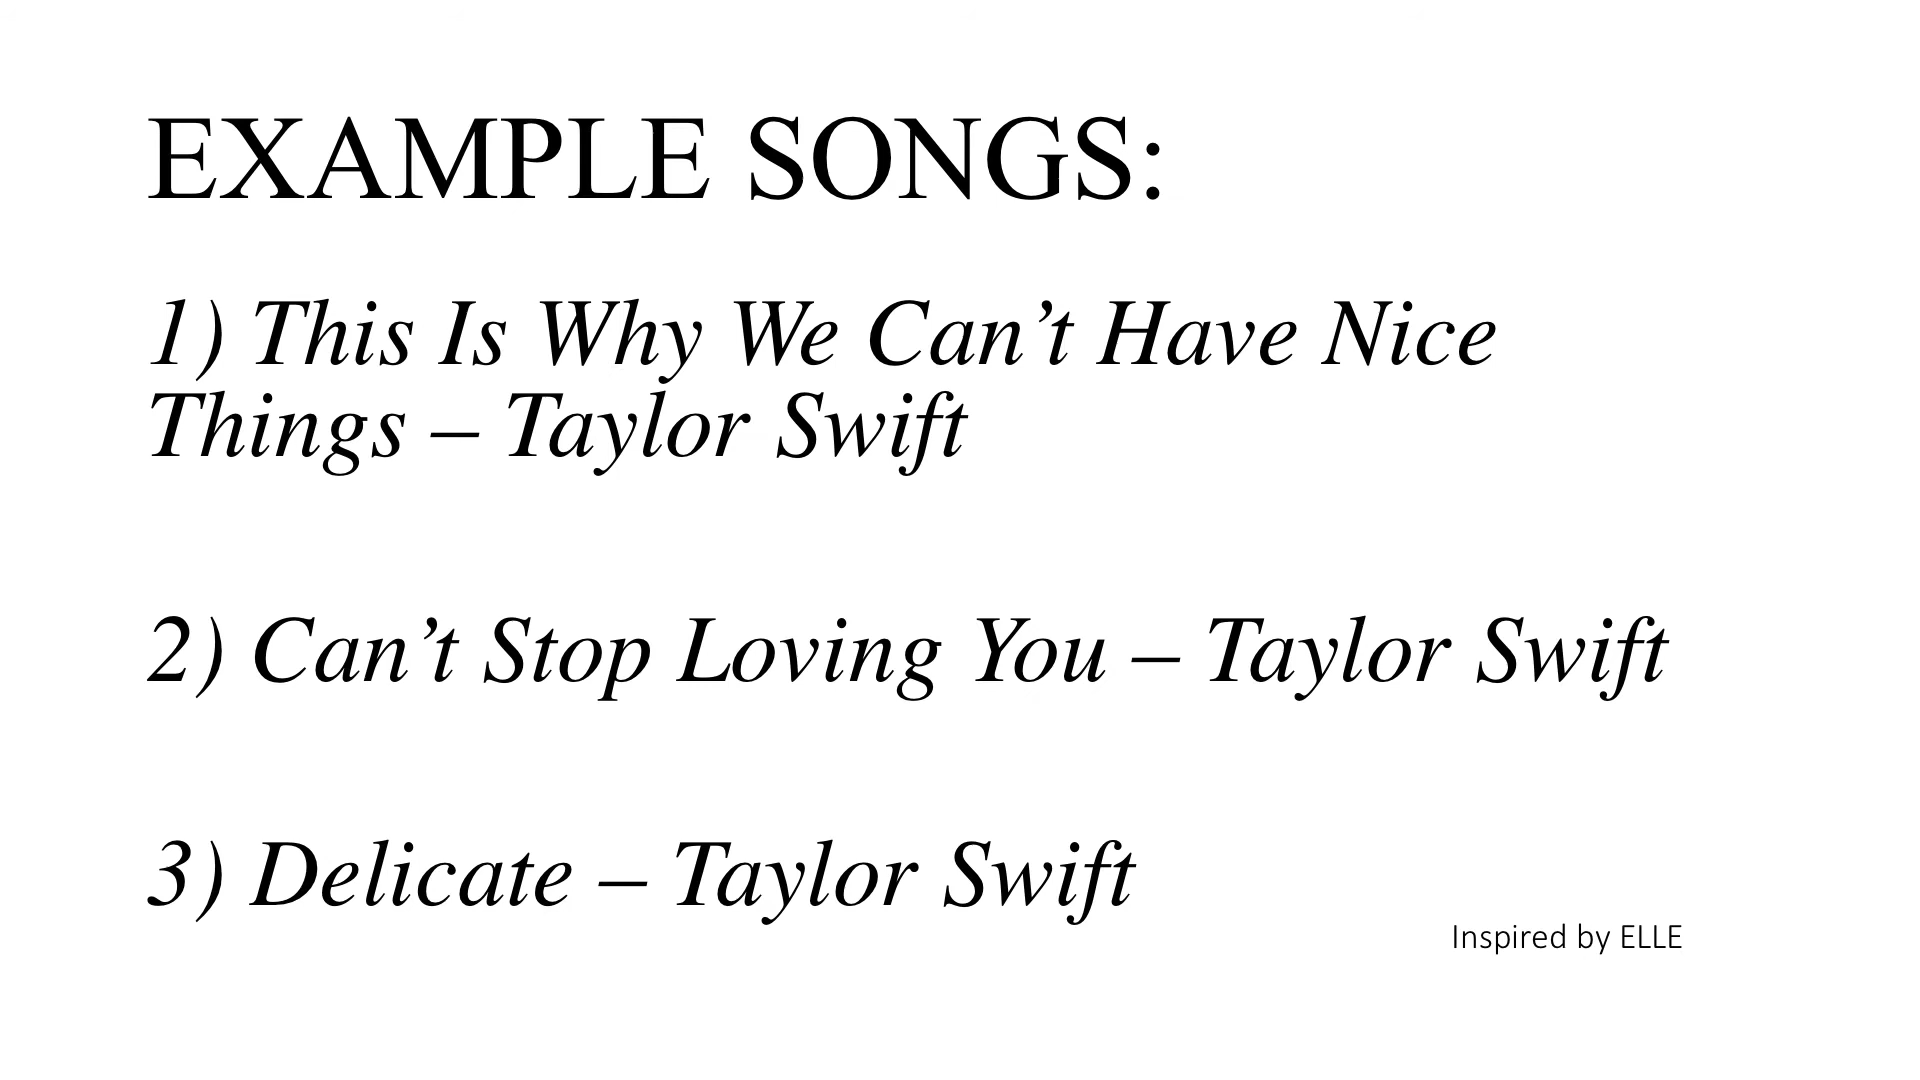 EXAMPLE SONGS:
1) This Is Why We Can’t Have Nice
Things – Taylor Swift
2) Can’t Stop Loving You – Taylor Swift
3) Delicate – Taylor Swift
Inspired by ELLE